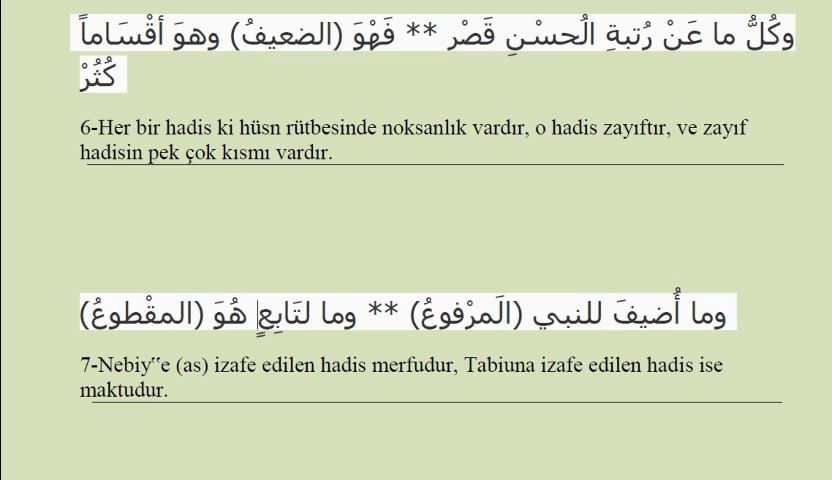 وكُلُّ ما عَنْ رُتبةِ الُحسْنِ قَصْر ** فَهْوَ (الضعيفُ) وهوَ أقْسَاماً
كُثُرْ
6-Her bir hadis ki hüsn rütbesinde noksanlık vardır, o hadis zayıftır, ve zayıf
hadisin pek çok kısmı vardır.
وما أُضيفَ للنبي (الَمرْفوعُ) ** وما لتَابِعٍ هُوَ (المقْطوعُ)
7-Nebiy‟e (as) izafe edilen hadis merfudur, Tabiuna izafe edilen hadis ise
maktudur.